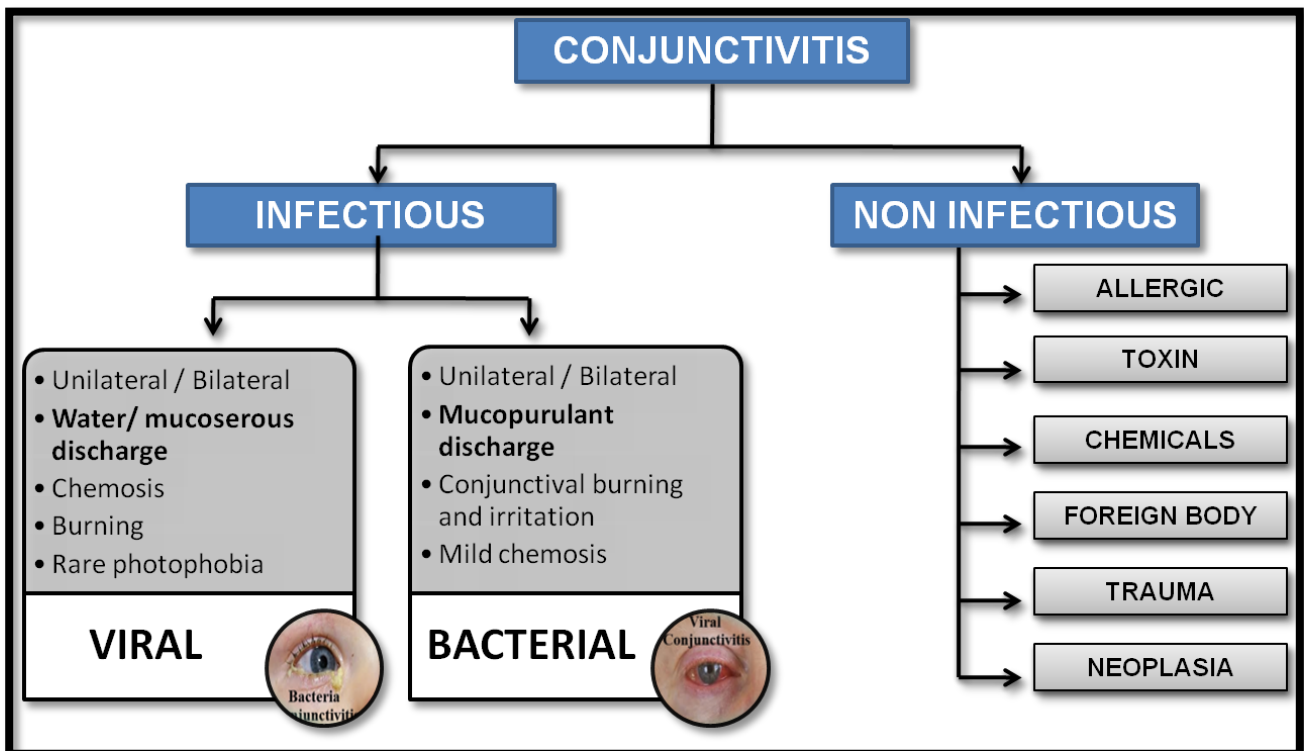 CONJUNCTIVITIS
INFECTIOUS
NON INFECTIOUS
• Unilateral / Bilateral
• Water/ mucoserous
discharge
• Chemosis
• Burning
• Rare photophobia
VIRAL
Bacteria
njunctiviti
• Unilateral / Bilateral
• Mucopurulant
discharge
• Conjunctival burning
and irritation
• Mild chemosis
BACTERIAL
Viral
Conjunctivitis
ALLERGIC
TOXIN
CHEMICALS
FOREIGN BODY
TRAUMA
NEOPLASIA